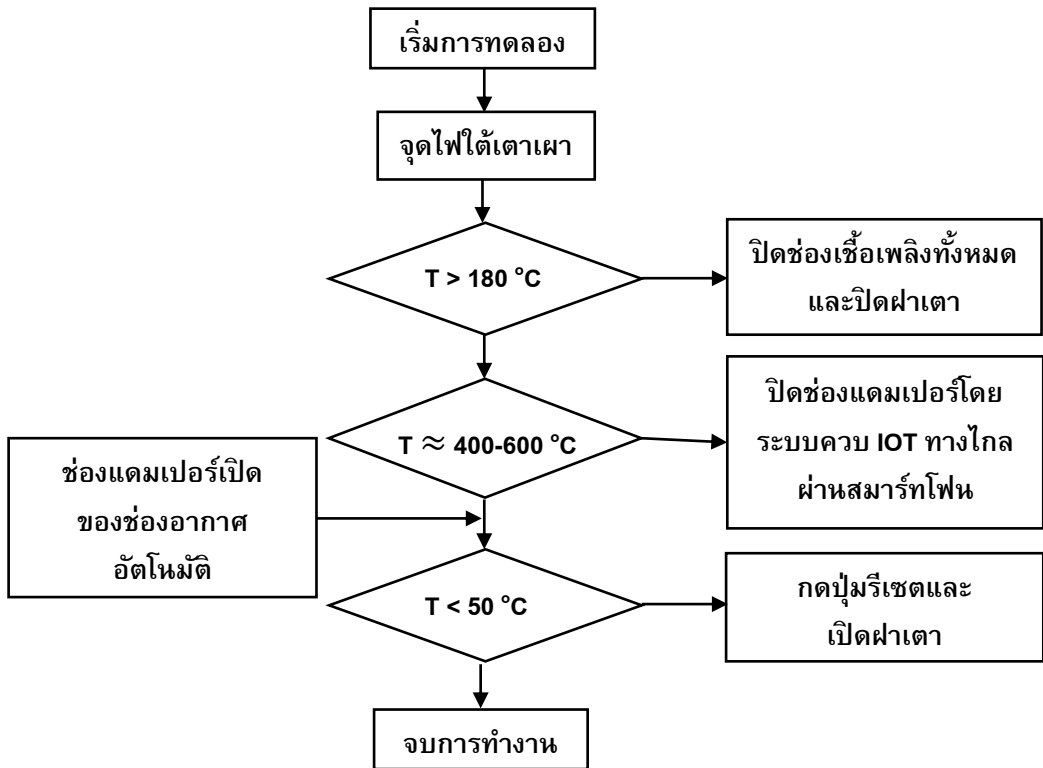 เริ่มการทดลอง
จุดไฟใต้เตาเผา
T > 180 °C
ปิดช่องเชื้อเพลิงทั้งหมด
และปิดฝาเตา
T ≈ 400-600 °C
ปิดช่องแดมเปอร์โดย
ระบบควบ IOT ทางไกล
ผ่านสมาร์ทโฟน
ช่องแดมเปอร์เปิด
ของช่องอากาศ
อัตโนมัติ
T < 50 °C
กดปุ่มรีเซตและ
เปิดฝาเตา
จบการทำงาน